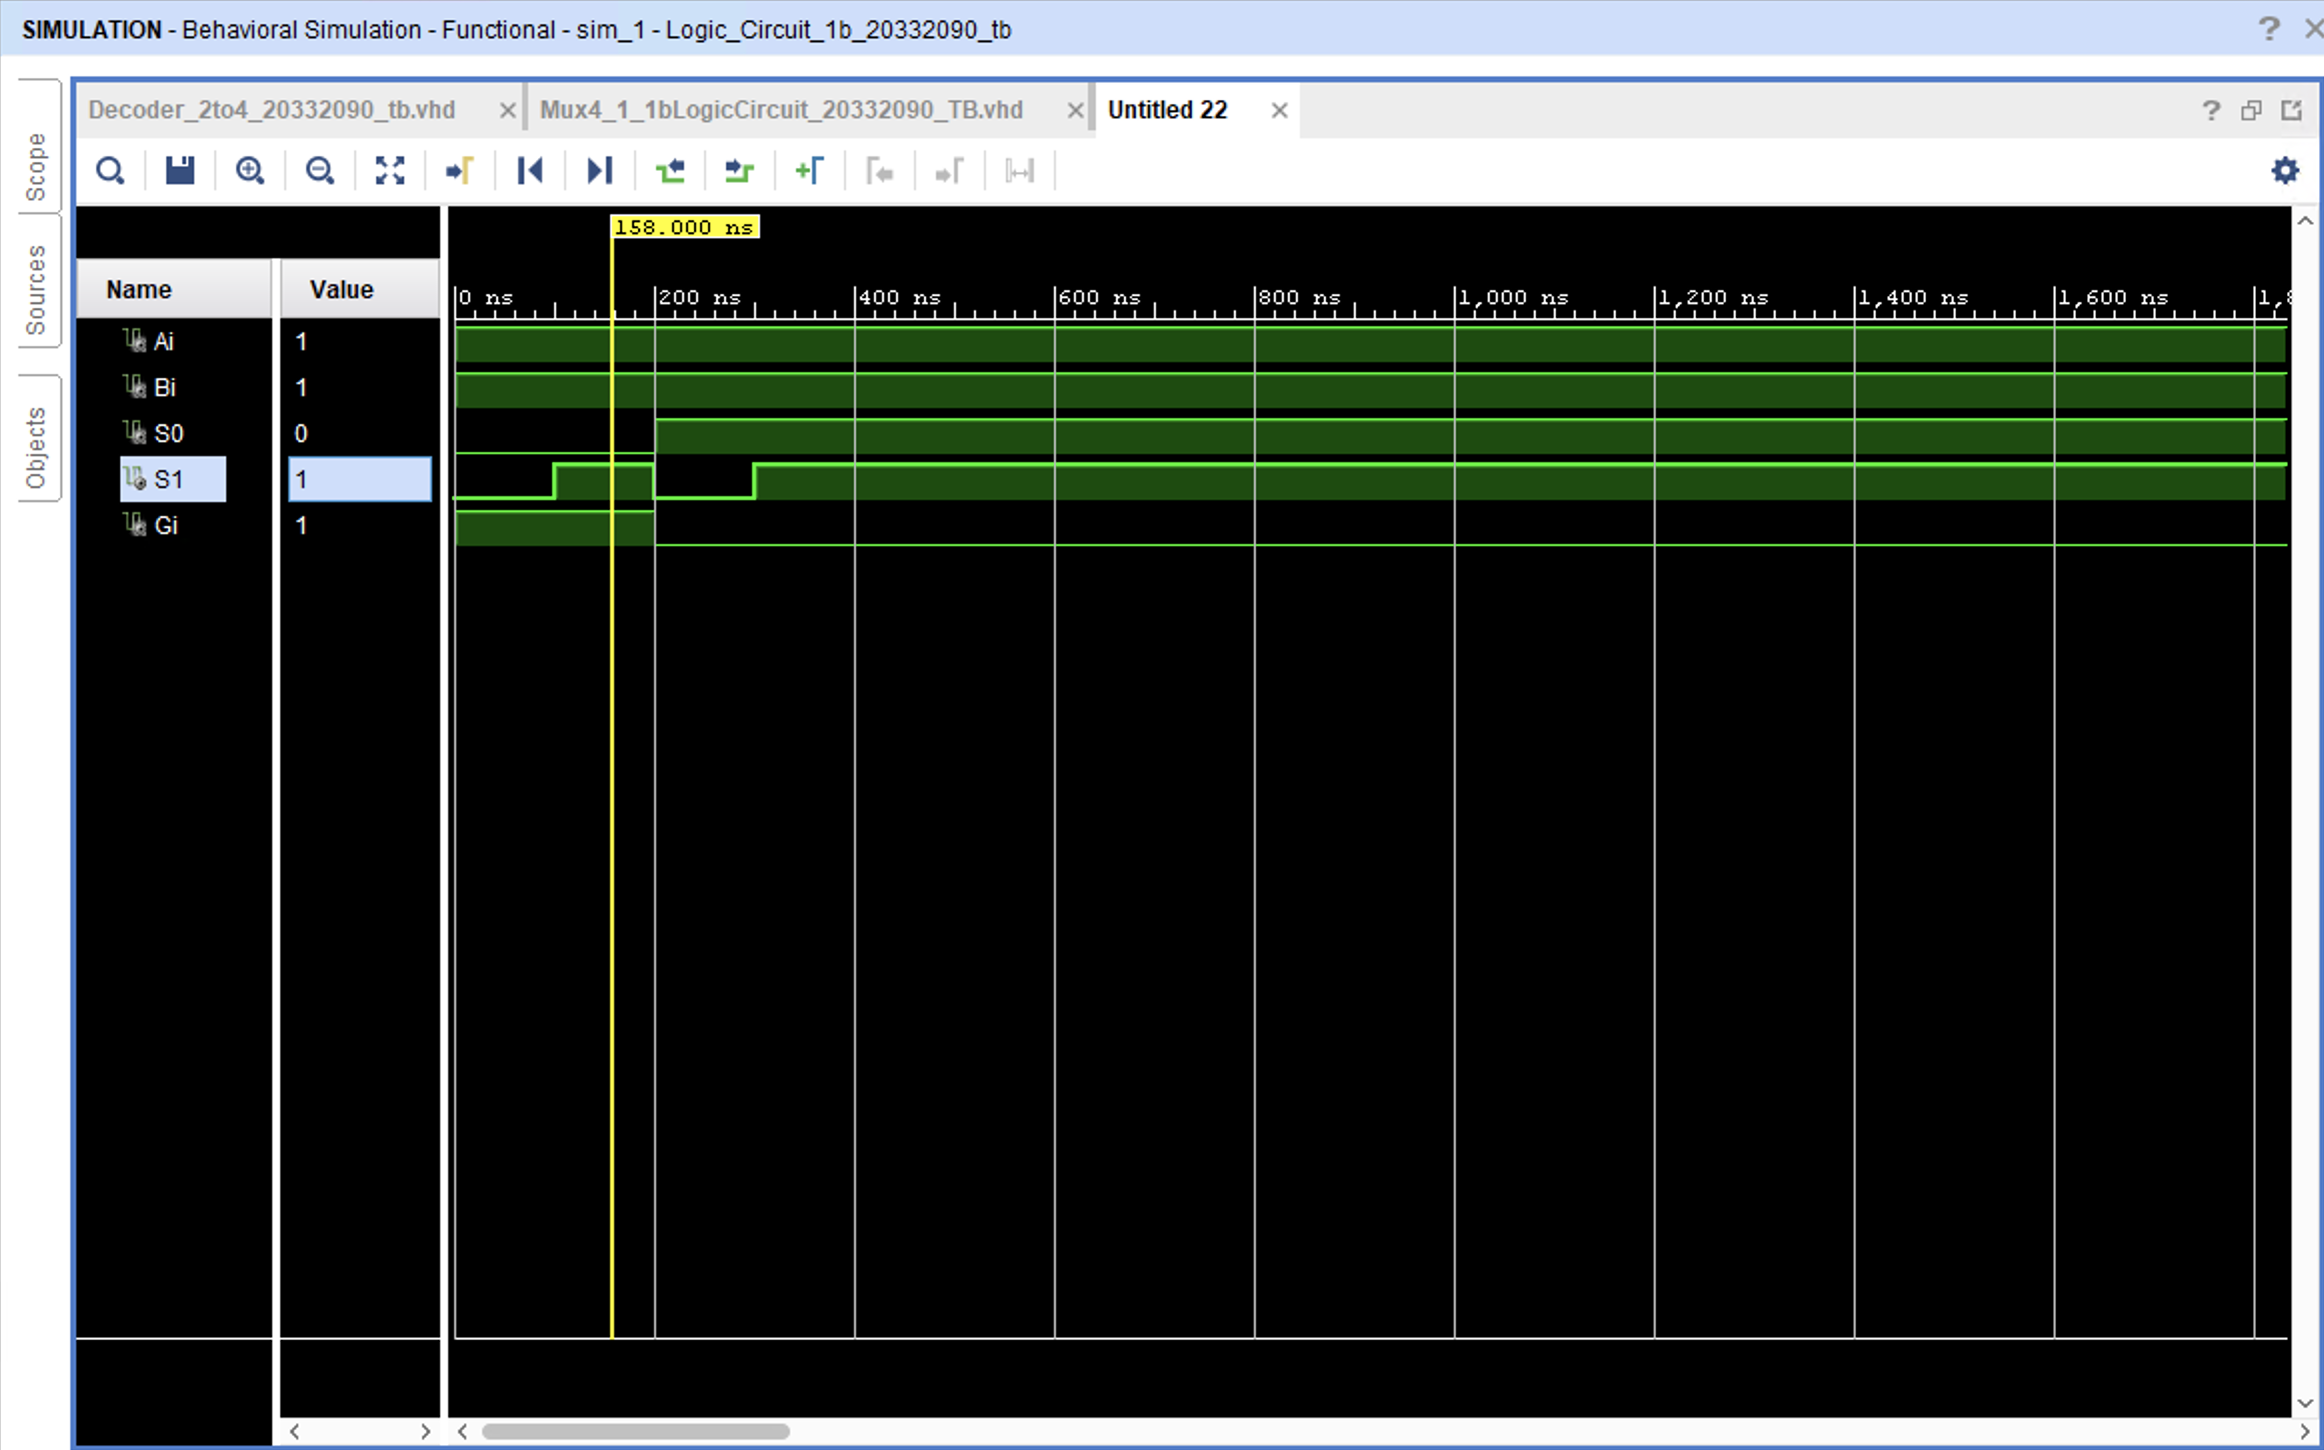 SIMULATION - Behavioral Simulation - Functional - sim_1 - Logic_Circuit_1b_20332090_tb
Scope
Sources
Objects
Decoder_2to4_20332090_tb.vhd
Mux4_1_1bLogicCircuit_20332090_TB.vhd
Untitled 22
158.000 ns
Name Value
0 ns 200 ns 400 ns 600 ns 800 ns 1,000 ns 1,200 ns 1,400 ns 1,600 ns 1,8
Ai 1
Bi 1
S0 0
S1 1
Gi 1